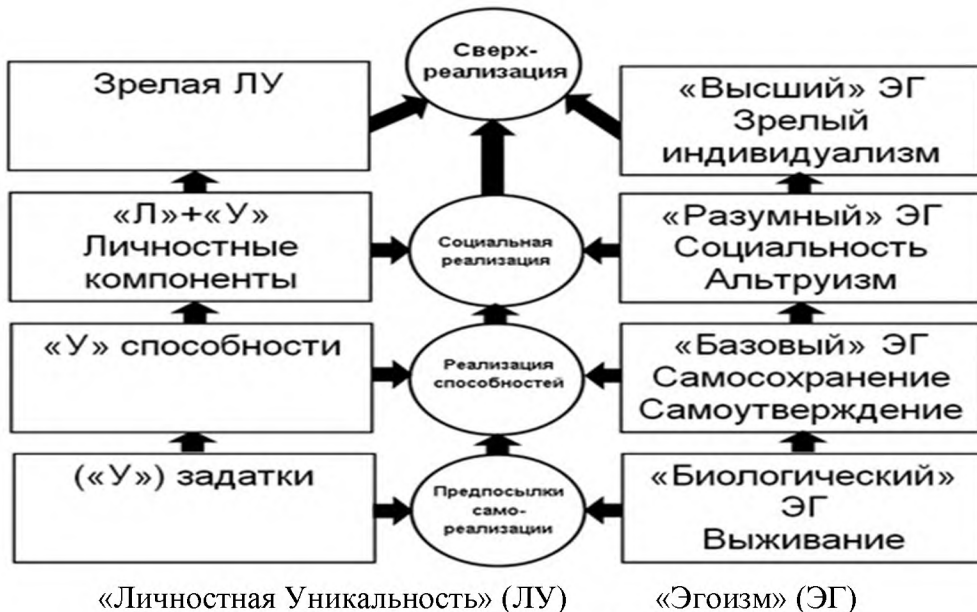 Сверх-
реализация
Зрелая ЛУ
«Высший» ЭГ
Зрелый
индивидуализм
«Л»+«У»
Личностные
компоненты
Социальная
реализация
«Разумный» ЭГ
Социальность
Альтруизм
«У» способности
Реализация
способностей
«Базовый» ЭГ
Самосохранение
Самоутверждение
(«У») задатки
Предпосылки
само-
реализации
«Биологический»
ЭГ
Выживание
«Личностная Уникальность» (ЛУ) «Эгоизм» (ЭГ)